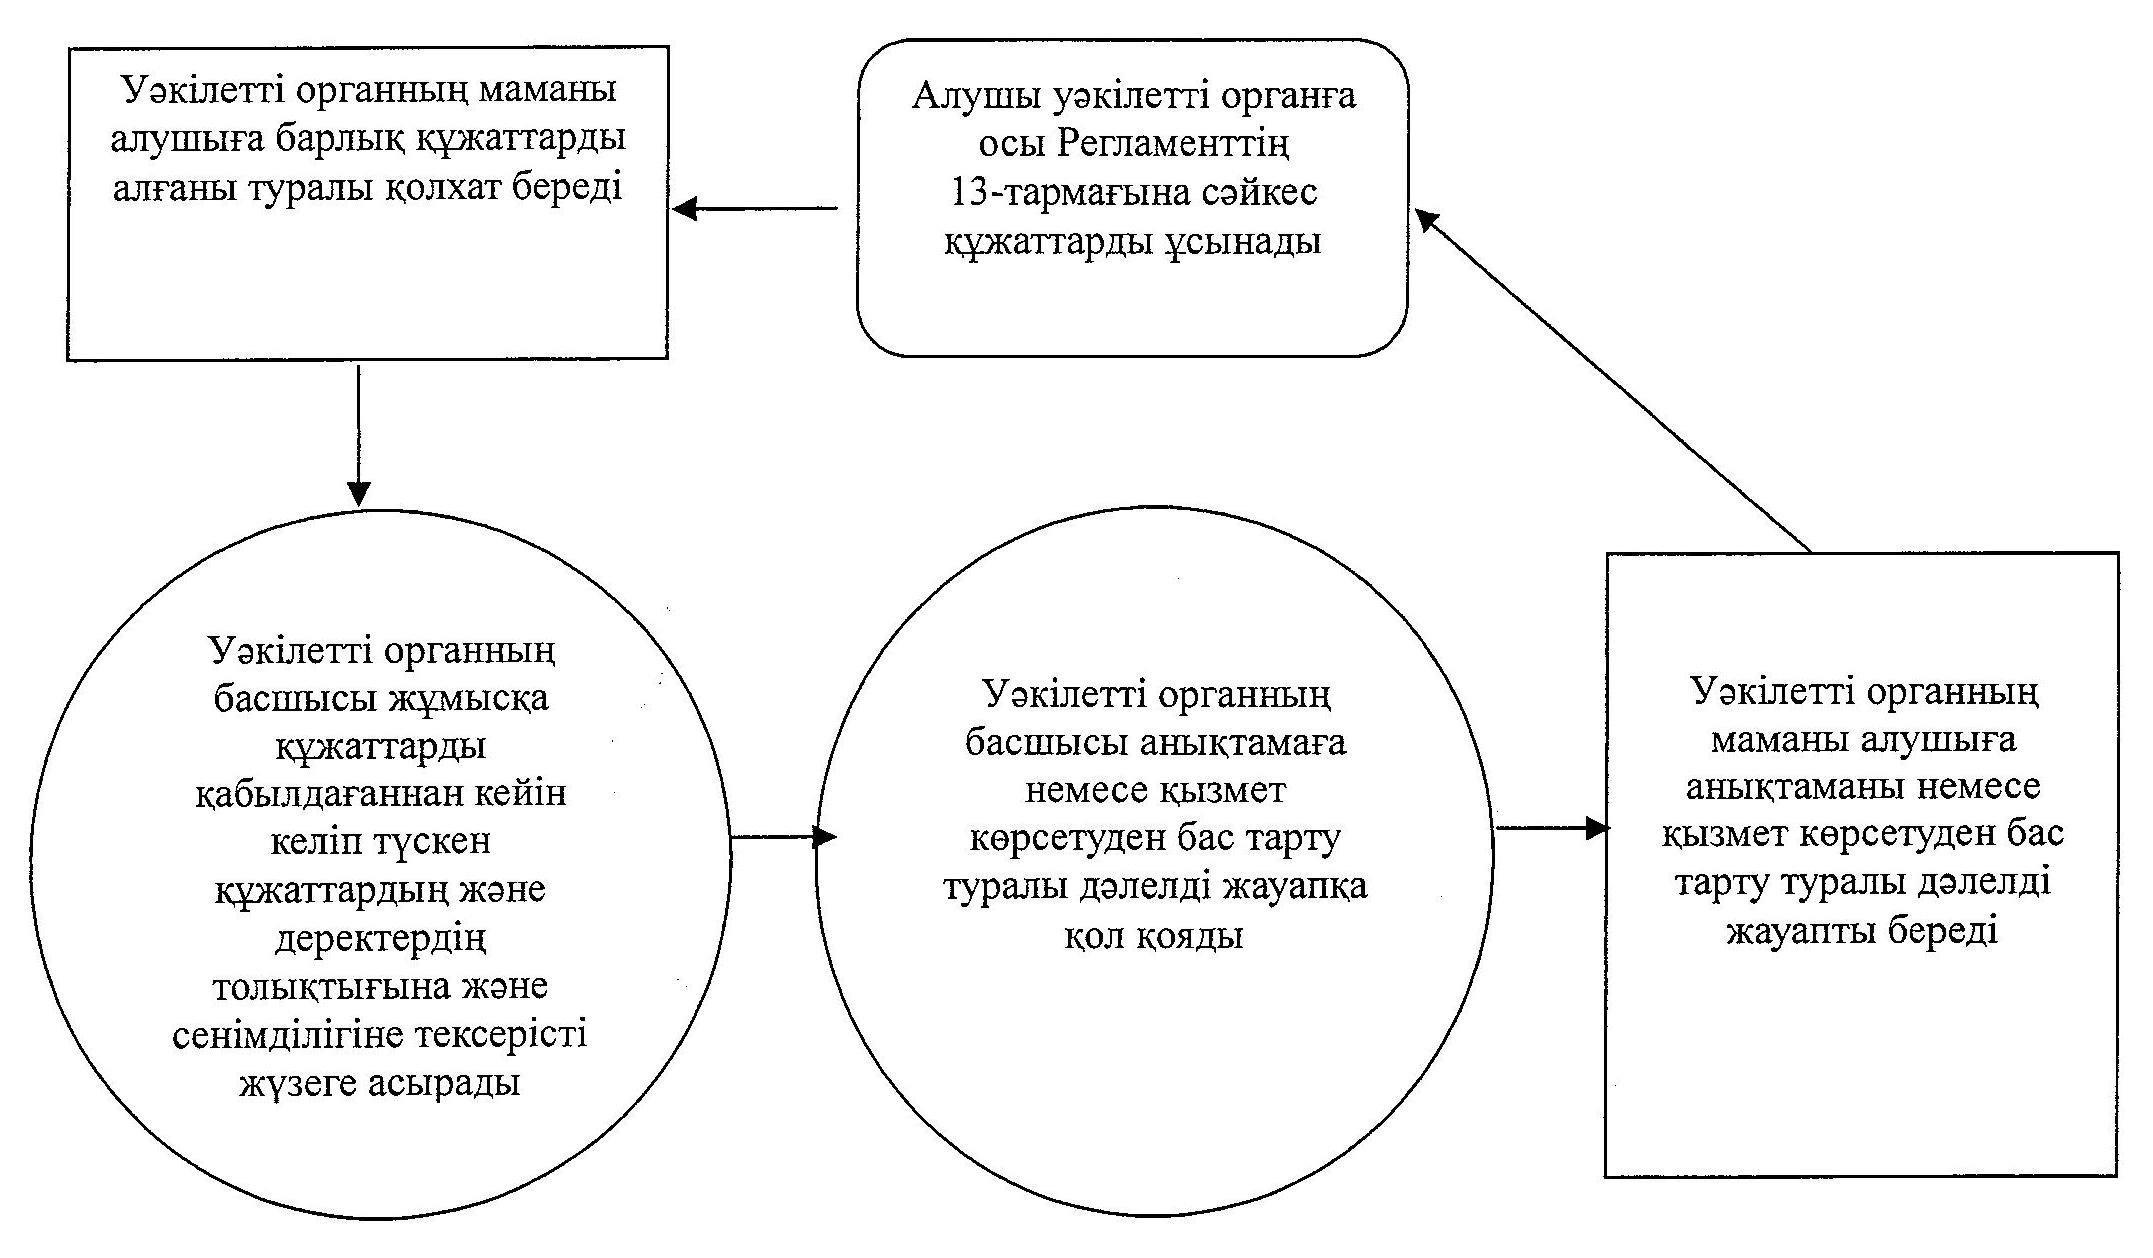 Уәкілетті органның маманы
алушыға барлық құжаттарды
алғаны туралы қолхат береді
Алушы уәкілетті органға
осы Регламенттің
13-тармағына сәйкес
құжаттарды ұсынады
Уәкілетті органның
басшысы жұмысқа
құжаттарды
қабылдағаннан кейін
келіп түскен
құжаттардың және
деректердің
толықтығына және
сенімділігіне тексерісті
жүзеге асырады
Уәкілетті органның
басшысы анықтамаға
немесе қызмет
көрсетуден бас тарту
туралы дәлелді жауапқа
қол қояды
Уәкілетті органның
маманы алушыға
анықтаманы немесе
қызмет көрсетуден бас
тарту туралы дәлелді
жауапты береді